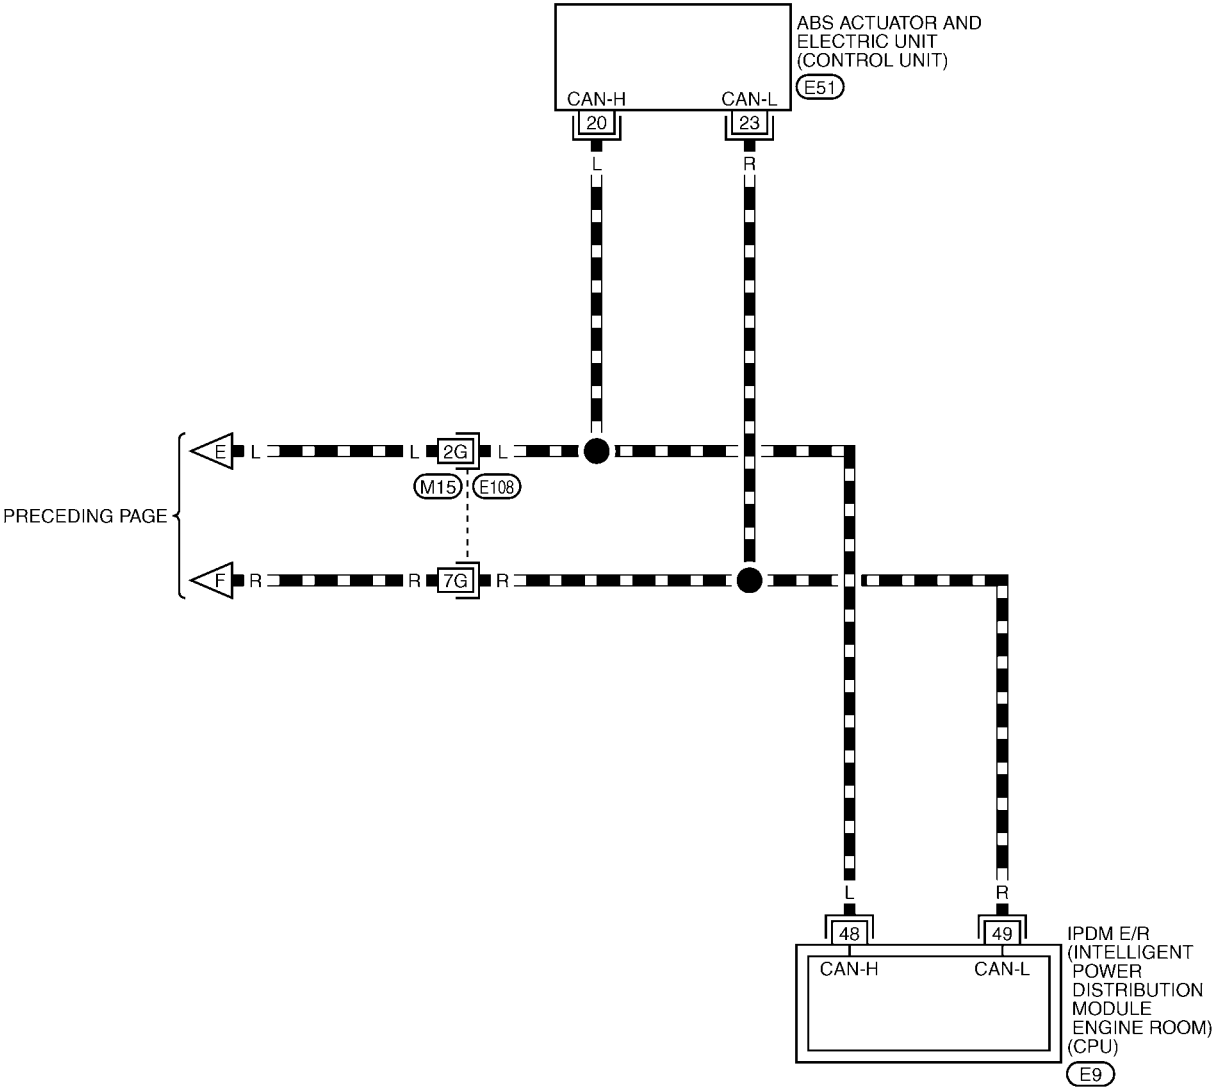 ABS ACTUATOR AND
ELECTRIC UNIT
(CONTROL UNIT)
E51
CAN-H CAN-L
20 23
L R
E L L 2G L
M15 E108
PRECEDING PAGE
F R R 7G R
L R
48 49
CAN-H CAN-L
IPDM E/R
(INTELLIGENT
POWER
DISTRIBUTION
MODULE
ENGINE ROOM)
(CPU)
E9